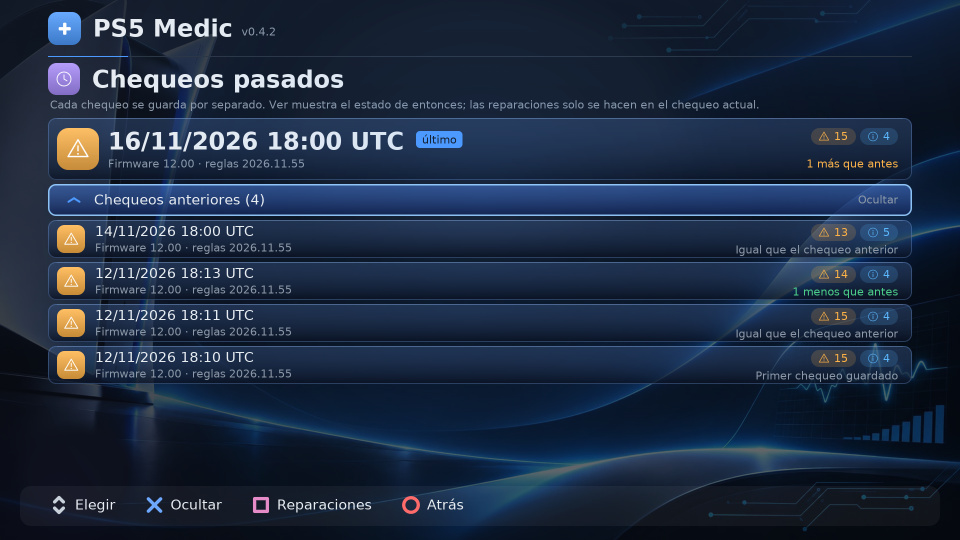 PS5 Medic v0.4.2
Chequeos pasados
Cada chequeo se guarda por separado. Ver muestra el estado de entonces; las reparaciones solo se hacen en el chequeo actual.
16/11/2026 18:00 UTC último 15 4
Firmware 12.00 · reglas 2026.11.55 1 más que antes
Chequeos anteriores (4) Ocultar
14/11/2026 18:00 UTC 13 5
Firmware 12.00 · reglas 2026.11.55 Igual que el chequeo anterior
12/11/2026 18:13 UTC 14 4
Firmware 12.00 · reglas 2026.11.55 1 menos que antes
12/11/2026 18:11 UTC 15 4
Firmware 12.00 · reglas 2026.11.55 Igual que el chequeo anterior
12/11/2026 18:10 UTC 15 4
Firmware 12.00 · reglas 2026.11.55 Primer chequeo guardado
Elegir Ocultar Reparaciones Atrás